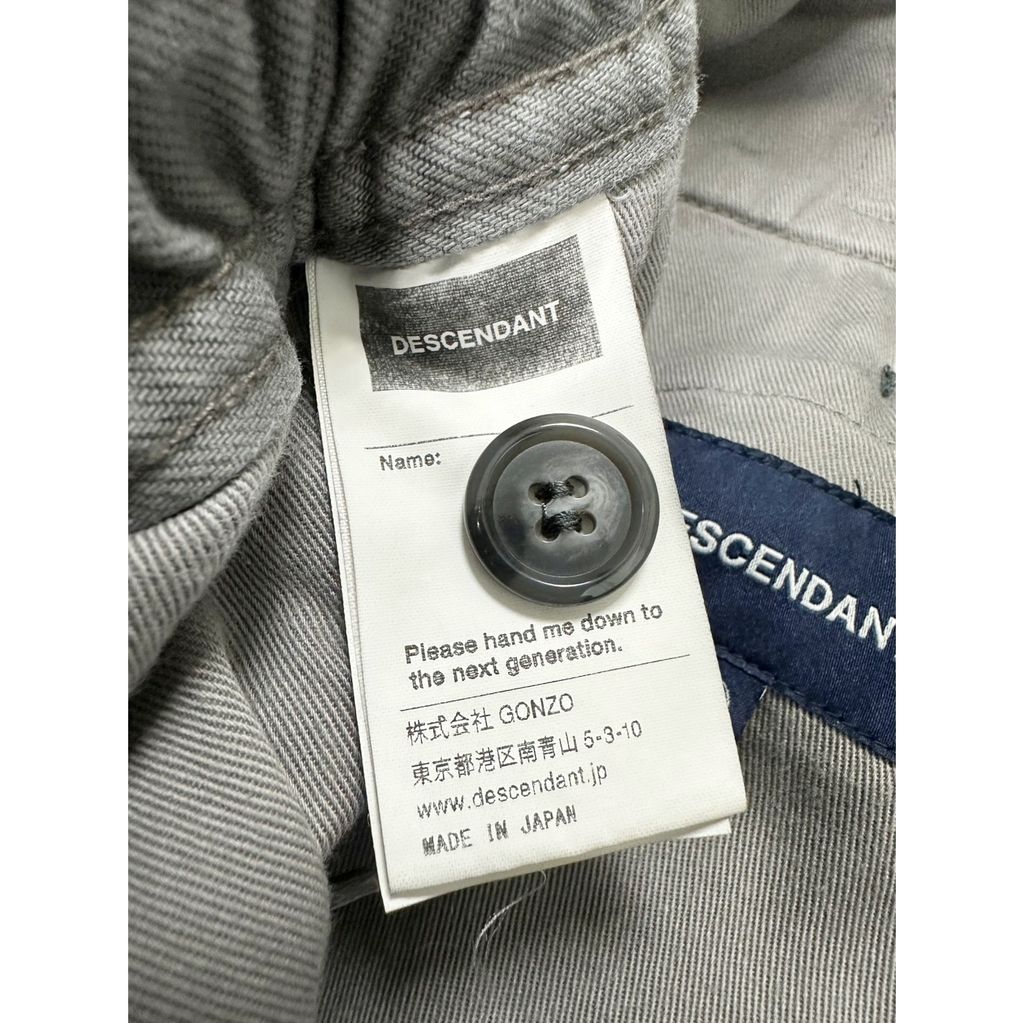 DESCENDANT
Name:
Please hand me down to
the next generation.
株式会社 GONZO
東京都港区南青山 5-3-10
www.descendant.jp
MADE IN JAPAN
ESCENDANT